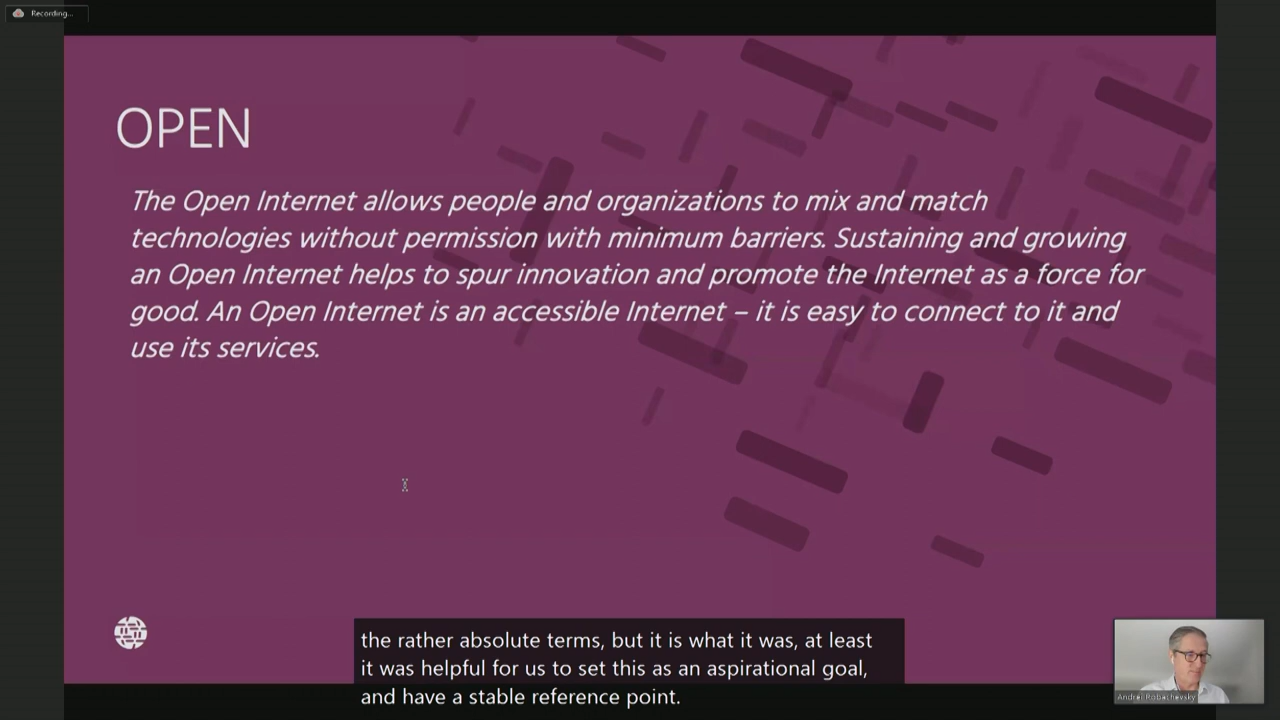 Recording...
OPEN
The Open Internet allows people and organizations to mix and match
technologies without permission with minimum barriers. Sustaining and growing
an Open Internet helps to spur innovation and promote the Internet as a force for
good. An Open Internet is an accessible Internet – it is easy to connect to it and
use its services.
the rather absolute terms, but it is what it was, at least
it was helpful for us to set this as an aspirational goal,
and have a stable reference point.
Andrei Robachevsky